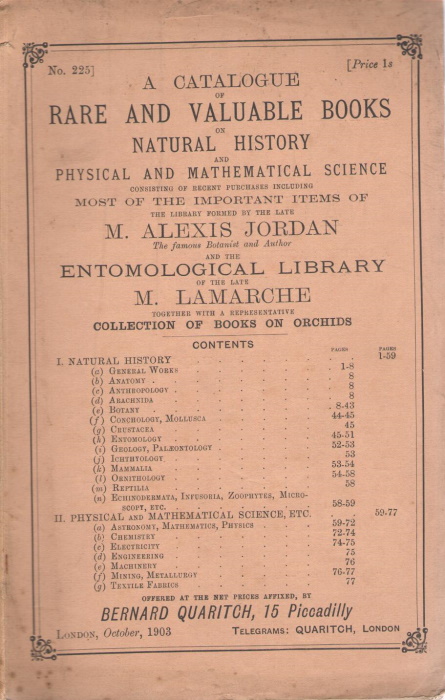 No. 225] [Price 1s
A CATALOGUE
OF
RARE AND VALUABLE BOOKS
ON
NATURAL HISTORY
AND
PHYSICAL AND MATHEMATICAL SCIENCE
CONSISTING OF RECENT PURCHASES INCLUDING
MOST OF THE IMPORTANT ITEMS OF
THE LIBRARY FORMED BY THE LATE
M. ALEXIS JORDAN
The famous Botanist and Author
AND THE
ENTOMOLOGICAL LIBRARY
OF THE LATE
M. LAMARCHE
TOGETHER WITH A REPRESENTATIVE
COLLECTION OF BOOKS ON ORCHIDS
CONTENTS
PAGES PAGES
I. NATURAL HISTORY . . . . . . . 1-59
(a) GENERAL WORKS . . . . . . 1-8
(b) ANATOMY . . . . . . . 8
(c) ANTHROPOLOGY . . . . . . 8
(d) ARACHNIDA . . . . . . 8
(e) BOTANY . . . . . . . 8-43
(f) CONCHOLOGY, MOLLUSCA . . . . . 44-45
(g) CRUSTACEA . . . . . . 45
(h) ENTOMOLOGY . . . . . . 45-51
(i) GEOLOGY, PALÆONTOLOGY . . . . . 52-53
(j) ICHTHYOLOGY . . . . . . 53
(k) MAMMALIA . . . . . . 53-54
(l) ORNITHOLOGY . . . . . . 54-58
(m) REPTILIA . . . . . . 58
(n) ECHINODERMATA, INFUSORIA, ZOOPHYTES, MICRO-
SCOPY, ETC. . . . . . . 58-59
II. PHYSICAL AND MATHEMATICAL SCIENCE, ETC. . . 59-77
(a) ASTRONOMY, MATHEMATICS, PHYSICS . . . . 59-72
(b) CHEMISTRY . . . . . . 72-74
(c) ELECTRICITY . . . . . . 74-75
(d) ENGINEERING . . . . . . 75
(e) MACHINERY . . . . . . 76
(f) MINING, METALLURGY . . . . . 76-77
(g) TEXTILE FABRICS . . . . . . 77
OFFERED AT THE NET PRICES AFFIXED, BY
BERNARD QUARITCH, 15 Piccadilly
LONDON, October, 1903 TELEGRAMS: QUARITCH, LONDON